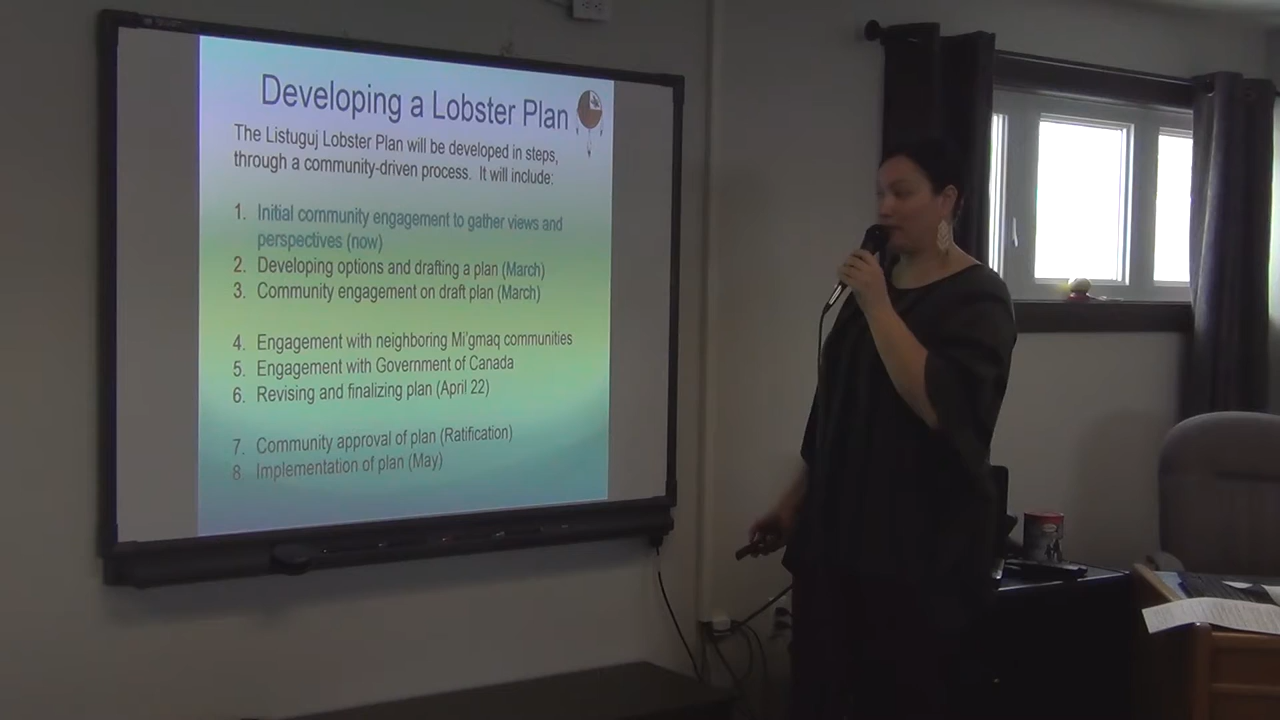 Developing a Lobster Plan
The Listuguj Lobster Plan will be developed in steps,
through a community-driven process. It will include:
1. Initial community engagement to gather views and
perspectives (now)
2. Developing options and drafting a plan (March)
3. Community engagement on draft plan (March)
4. Engagement with neighboring Mi'gmaq communities
5. Engagement with Government of Canada
6. Revising and finalizing plan (April 22)
7. Community approval of plan (Ratification)
8 Implementation of plan (May)